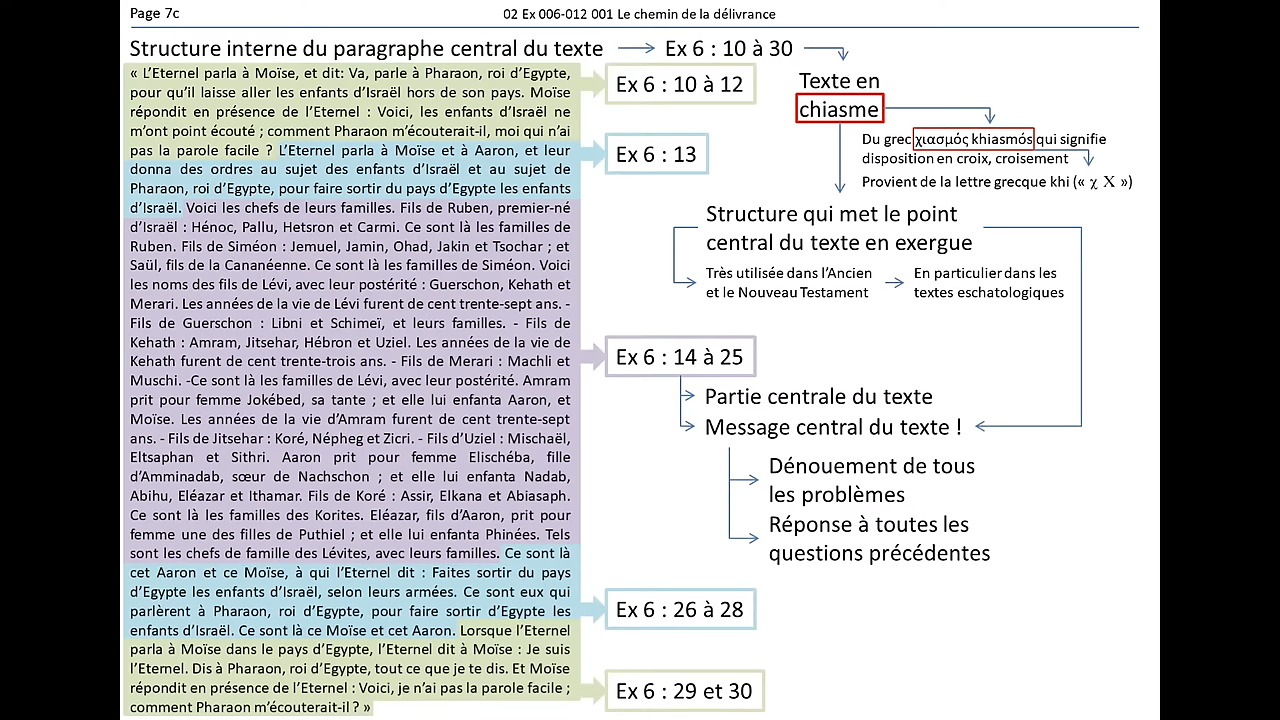 Page 7c
02 Ex 006-012 001 Le chemin de la délivrance
Structure interne du paragraphe central du texte
Ex 6 : 10 à 30
« L’Eternel parla à Moïse, et dit: Va, parle à Pharaon, roi d’Egypte,
pour qu’il laisse aller les enfants d’Israël hors de son pays. Moïse
répondit en présence de l’Eternel : Voici, les enfants d’Israël ne
m’ont point écouté ; comment Pharaon m’écouterait-il, moi qui n’ai
pas la parole facile ? L’Eternel parla à Moïse et à Aaron, et leur
donna des ordres au sujet des enfants d’Israël et au sujet de
Pharaon, roi d’Egypte, pour faire sortir du pays d’Egypte les enfants
d’Israël. Voici les chefs de leurs familles. Fils de Ruben, premier-né
d’Israël : Hénoc, Pallu, Hetsron et Carmi. Ce sont là les familles de
Ruben. Fils de Siméon : Jemuel, Jamin, Ohad, Jakin et Tsochar ; et
Saül, fils de la Cananéenne. Ce sont là les familles de Siméon. Voici
les noms des fils de Lévi, avec leur postérité : Guerschon, Kehath et
Merari. Les années de la vie de Lévi furent de cent trente-sept ans. -
Fils de Guerschon : Libni et Schimeï, et leurs familles. - Fils de
Kehath : Amram, Jitsehar, Hébron et Uziel. Les années de la vie de
Kehath furent de cent trente-trois ans. - Fils de Merari : Machli et
Muschi. -Ce sont là les familles de Lévi, avec leur postérité. Amram
prit pour femme Jokébed, sa tante ; et elle lui enfanta Aaron, et
Moïse. Les années de la vie d’Amram furent de cent trente-sept
ans. - Fils de Jitsehar : Koré, Népheg et Zicri. - Fils d’Uziel : Mischaël,
Eltsaphan et Sithri. Aaron prit pour femme Elischéba, fille
d’Amminadab, sœur de Nachschon ; et elle lui enfanta Nadab,
Abihu, Eléazar et Ithamar. Fils de Koré : Assir, Elkana et Abiasaph.
Ce sont là les familles des Korites. Eléazar, fils d’Aaron, prit pour
femme une des filles de Puthiel ; et elle lui enfanta Phinées. Tels
sont les chefs de famille des Lévites, avec leurs familles. Ce sont là
cet Aaron et ce Moïse, à qui l’Eternel dit : Faites sortir du pays
d’Egypte les enfants d’Israël, selon leurs armées. Ce sont eux qui
parlèrent à Pharaon, roi d’Egypte, pour faire sortir d’Egypte les
enfants d’Israël. Ce sont là ce Moïse et cet Aaron. Lorsque l’Eternel
parla à Moïse dans le pays d’Egypte, l’Eternel dit à Moïse : Je suis
l’Eternel. Dis à Pharaon, roi d’Egypte, tout ce que je te dis. Et Moïse
répondit en présence de l’Eternel : Voici, je n’ai pas la parole facile ;
comment Pharaon m’écouterait-il ? »
Ex 6 : 10 à 12
Ex 6 : 13
Ex 6 : 14 à 25
Ex 6 : 26 à 28
Ex 6 : 29 et 30
Texte en
chiasme
Du grec χιασμός khiasmós qui signifie
disposition en croix, croisement
Provient de la lettre grecque khi (« χ Χ »)
Structure qui met le point
central du texte en exergue
Très utilisée dans l’Ancien
et le Nouveau Testament
En particulier dans les
textes eschatologiques
Partie centrale du texte
Message central du texte !
Dénouement de tous
les problèmes
Réponse à toutes les
questions précédentes